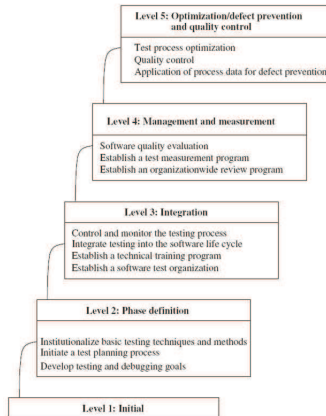 Level 5: Optimization/defect prevention
and quality control
Test process optimization
Quality control
Application of process data for defect prevention
Level 4: Management and measurement
Software quality evaluation
Establish a test measurement program
Establish an organizationwide review program
Level 3: Integration
Control and monitor the testing process
Integrate testing into the software life cycle
Establish a technical training program
Establish a software test organization
Level 2: Phase definition
Institutionalize basic testing techniques and methods
Initiate a test planning process
Develop testing and debugging goals
Level 1: Initial